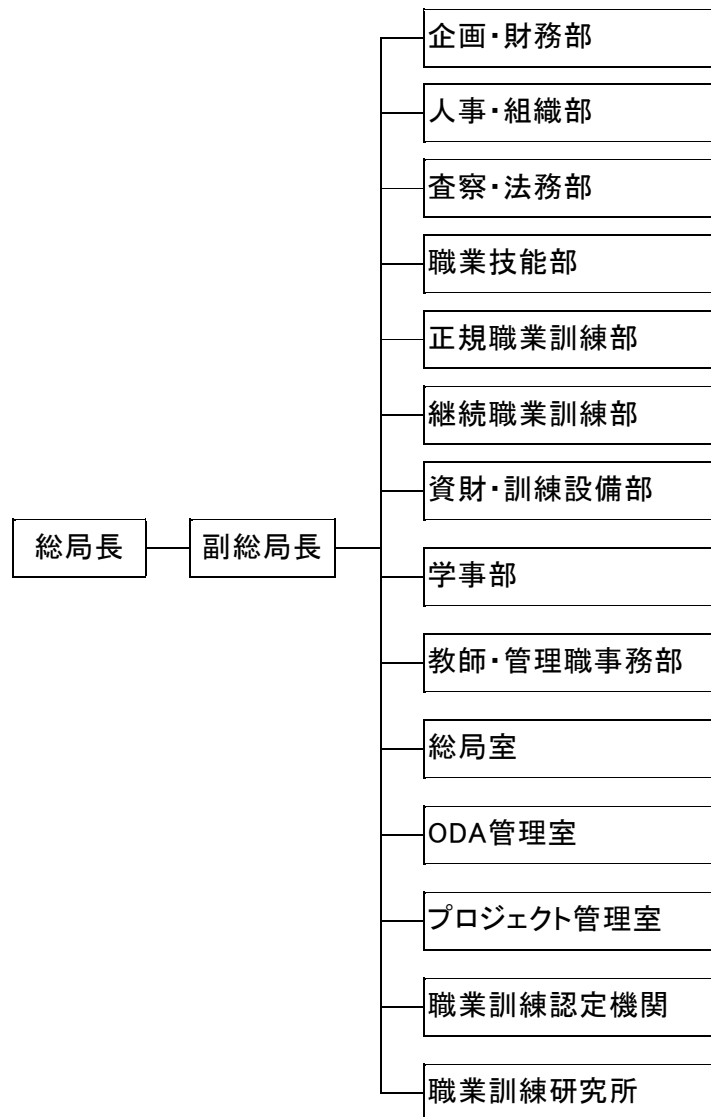 企画・財務部
人事・組織部
査察・法務部
職業技能部
正規職業訓練部
継続職業訓練部
資財・訓練設備部
総局長
副総局長
学事部
教師・管理職事務部
総局室
ODA管理室
プロジェクト管理室
職業訓練認定機関
職業訓練研究所